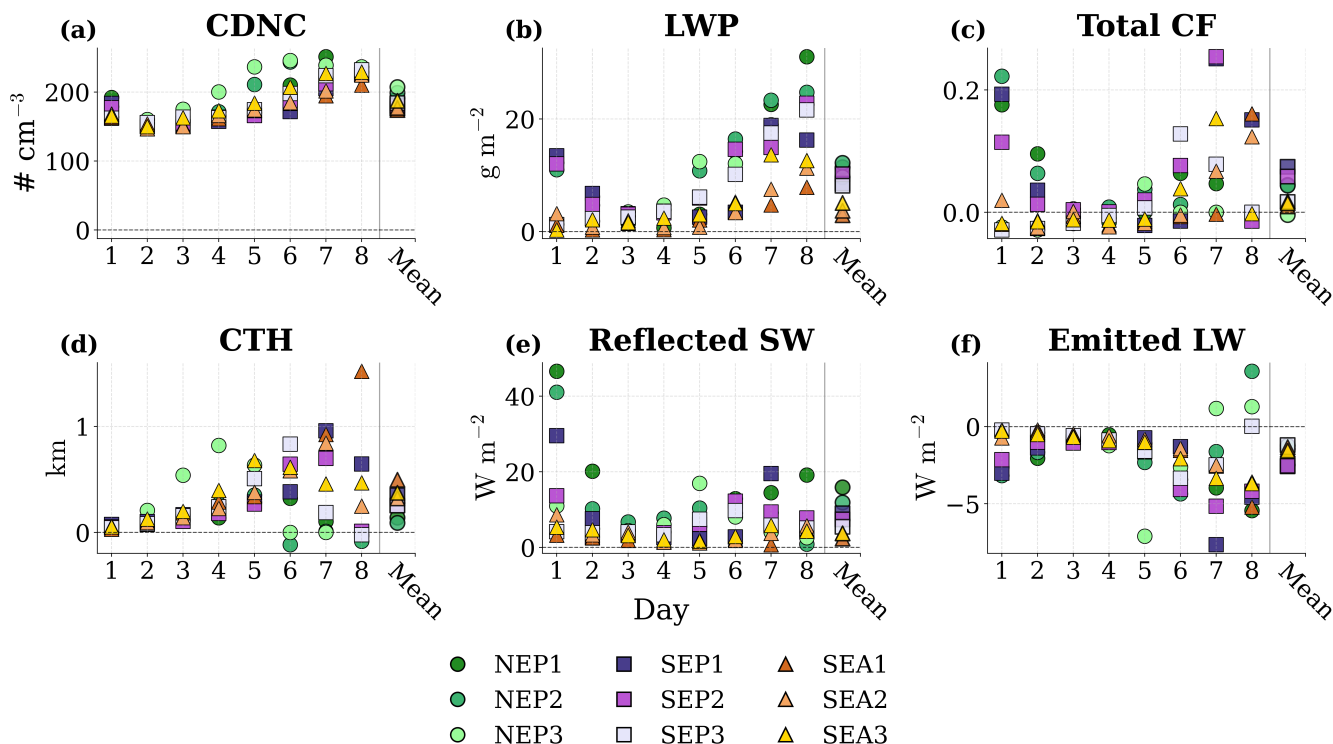 (a) CDNC
# cm⁻³
200
100
0
1 2 3 4 5 6 7 8 Mean
(b) LWP
g m⁻²
20
0
1 2 3 4 5 6 7 8 Mean
(c) Total CF
0.2
0.0
1 2 3 4 5 6 7 8 Mean
(d) CTH
km
1
0
1 2 3 4 5 6 7 8 Mean
(e) Reflected SW
W m⁻²
40
20
0
1 2 3 4 5 6 7 8 Mean
Day
(f) Emitted LW
W m⁻²
0
−5
1 2 3 4 5 6 7 8 Mean
NEP1 SEP1 SEA1
NEP2 SEP2 SEA2
NEP3 SEP3 SEA3